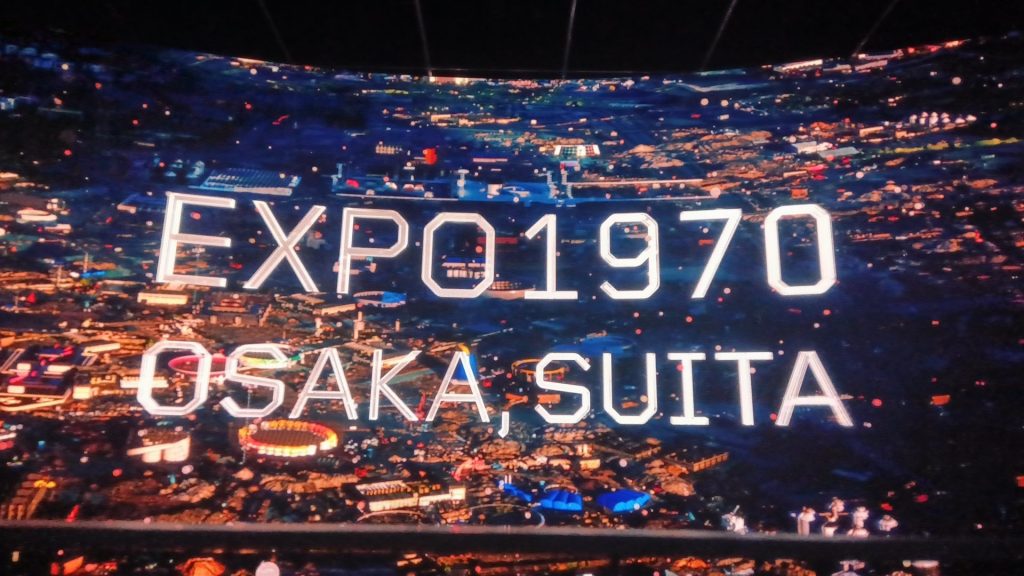 EXPO1970
OSAKA, SUITA